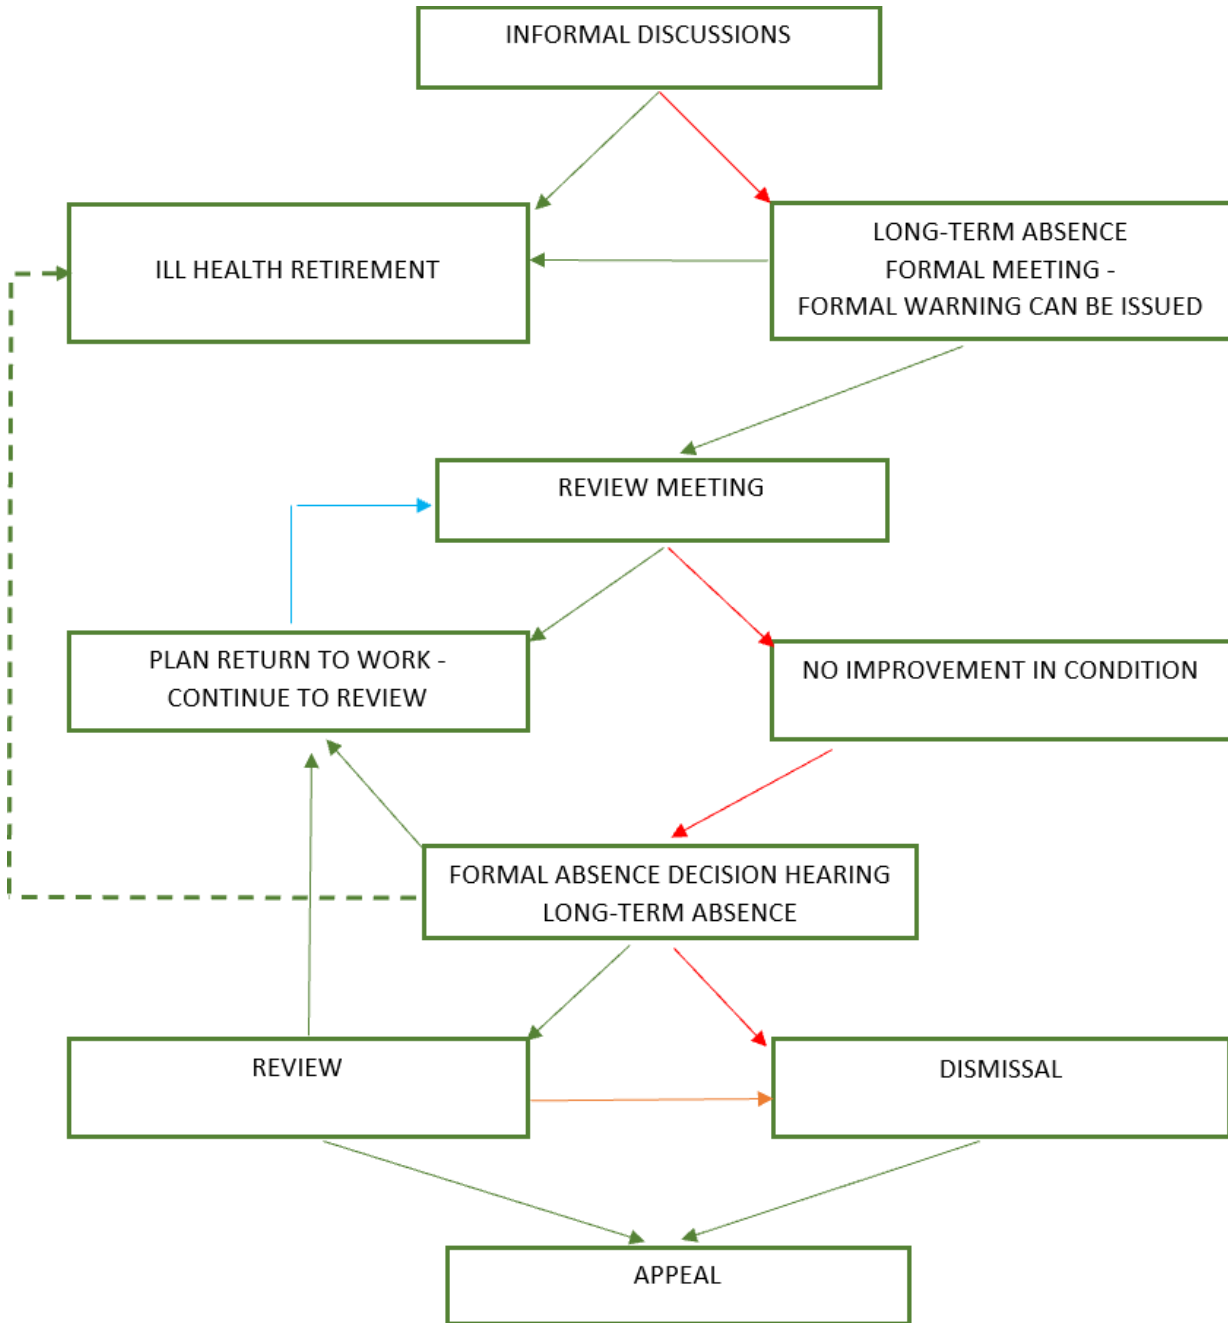 INFORMAL DISCUSSIONS
ILL HEALTH RETIREMENT
LONG-TERM ABSENCE
FORMAL MEETING -
FORMAL WARNING CAN BE ISSUED
REVIEW MEETING
PLAN RETURN TO WORK -
CONTINUE TO REVIEW
NO IMPROVEMENT IN CONDITION
FORMAL ABSENCE DECISION HEARING
LONG-TERM ABSENCE
REVIEW
DISMISSAL
APPEAL